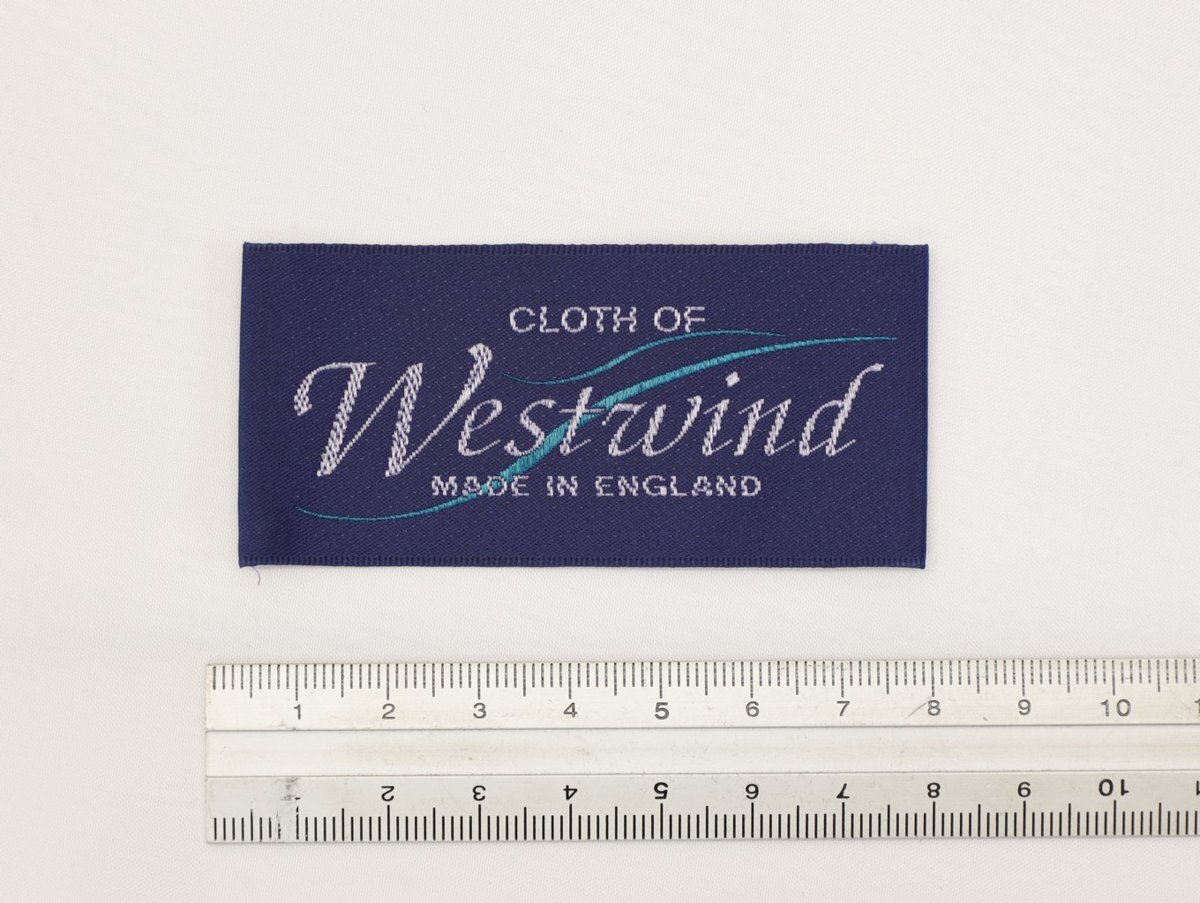 CLOTH OF
Westwind
MADE IN ENGLAND
1 2 3 4 5 6 7 8 9 10
2 3 4 5 6 7 8 9 10